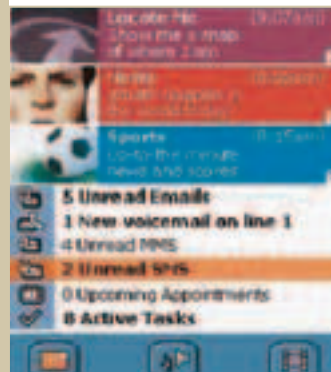 Locate Me
Show me a map
of where I am
News
what's happen in
the world today?
Sports
Up-to-the minute
news and scores
5 Unread Emails
1 New voicemail on line 1
4 Unread MMS
2 Unread SMS
0 Upcoming Appointments
8 Active Tasks